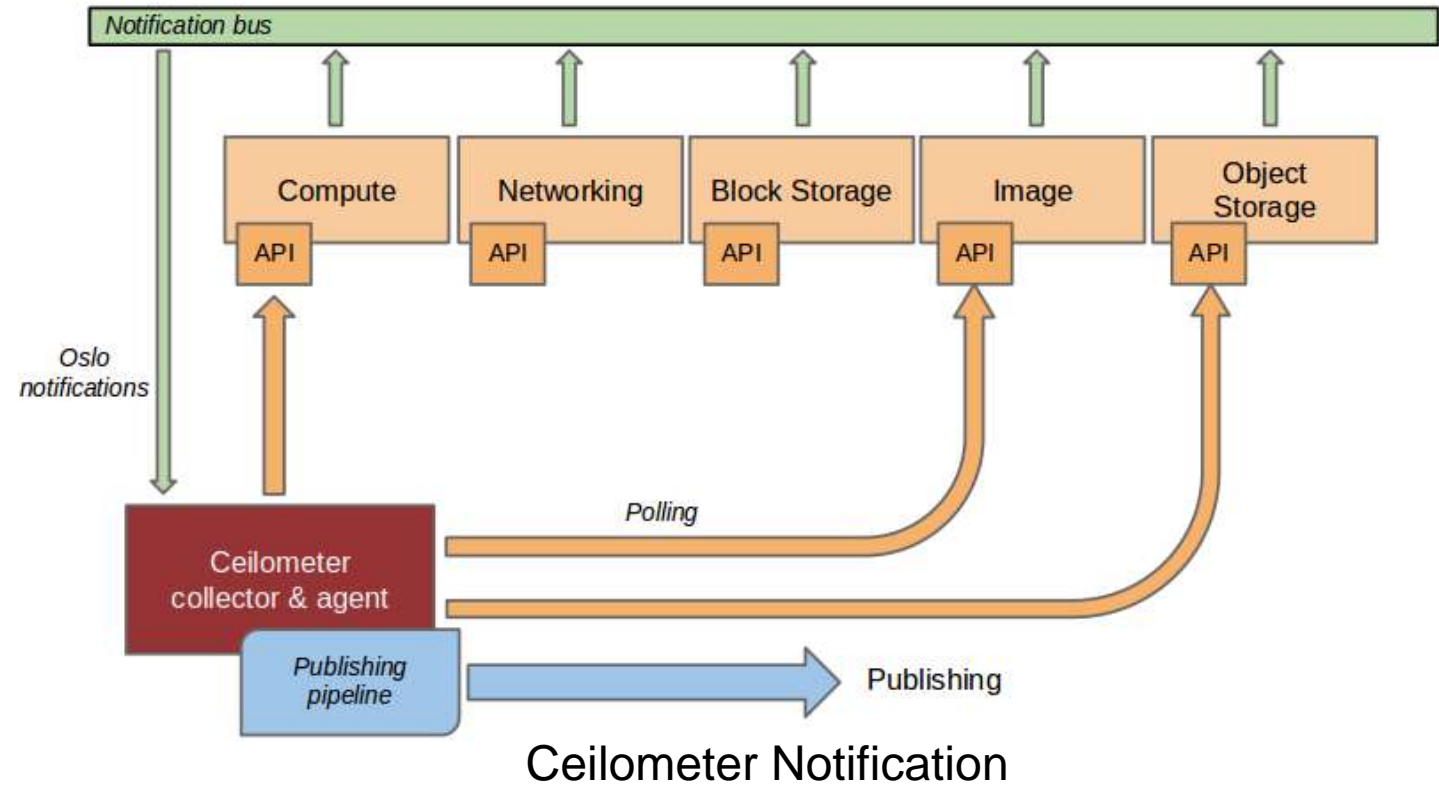 Notification bus
Compute
Networking
Block Storage
Image
Object
Storage
API
API
API
API
API
Oslo
notifications
Polling
Ceilometer
collector & agent
Publishing
pipeline
Publishing
Ceilometer Notification